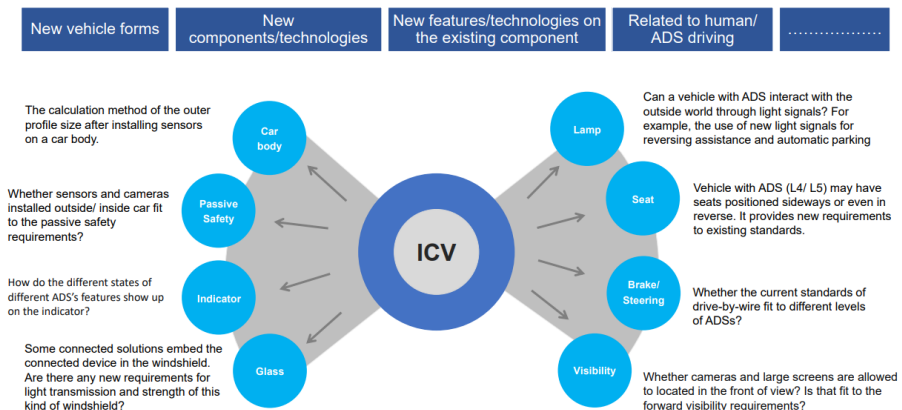 New vehicle forms
New
components/technologies
New features/technologies on
the existing component
Related to human/
ADS driving
………………
The calculation method of the outer
profile size after installing sensors
on a car body.
Car
body
Whether sensors and cameras
installed outside/ inside car fit
to the passive safety
requirements?
Passive
Safety
How do the different states of
different ADS's features show up
on the indicator?
Indicator
Some connected solutions embed the
connected device in the windshield.
Are there any new requirements for
light transmission and strength of this
kind of windshield?
Glass
ICV
Lamp
Can a vehicle with ADS interact with the
outside world through light signals? For
example, the use of new light signals for
reversing assistance and automatic parking
Seat
Vehicle with ADS (L4/ L5) may have
seats positioned sideways or even in
reverse. It provides new requirements
to existing standards.
Brake/
Steering
Whether the current standards of
drive-by-wire fit to different levels
of ADSs?
Visibility
Whether cameras and large screens are allowed
to located in the front of view? Is that fit to the
forward visibility requirements?